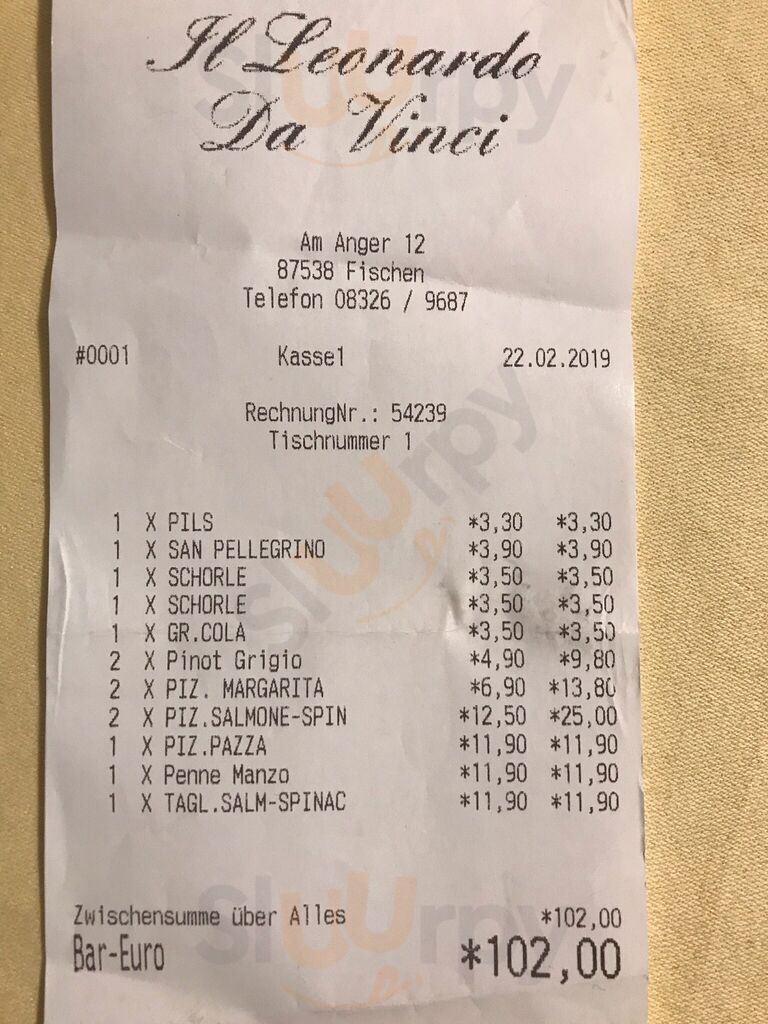 Il Leonardo
Da Vinci
Am Anger 12
87538 Fischen
Telefon 08326 / 9687
#0001 Kasse1 22.02.2019
RechnungNr.: 54239
Tischnummer 1
1 X PILS *3,30 *3,30
1 X SAN PELLEGRINO *3,90 *3,90
1 X SCHORLE *3,50 *3,50
1 X SCHORLE *3,50 *3,50
1 X GR.COLA *3,50 *3,50
2 X Pinot Grigio *4,90 *9,80
2 X PIZ. MARGARITA *6,90 *13,80
2 X PIZ.SALMONE-SPIN *12,50 *25,00
1 X PIZ.PAZZA *11,90 *11,90
1 X Penne Manzo *11,90 *11,90
1 X TAGL.SALM-SPINAC *11,90 *11,90
Zwischensumme über Alles *102,00
Bar-Euro *102,00
sluUrpy
sluUrpy
sluUrpy